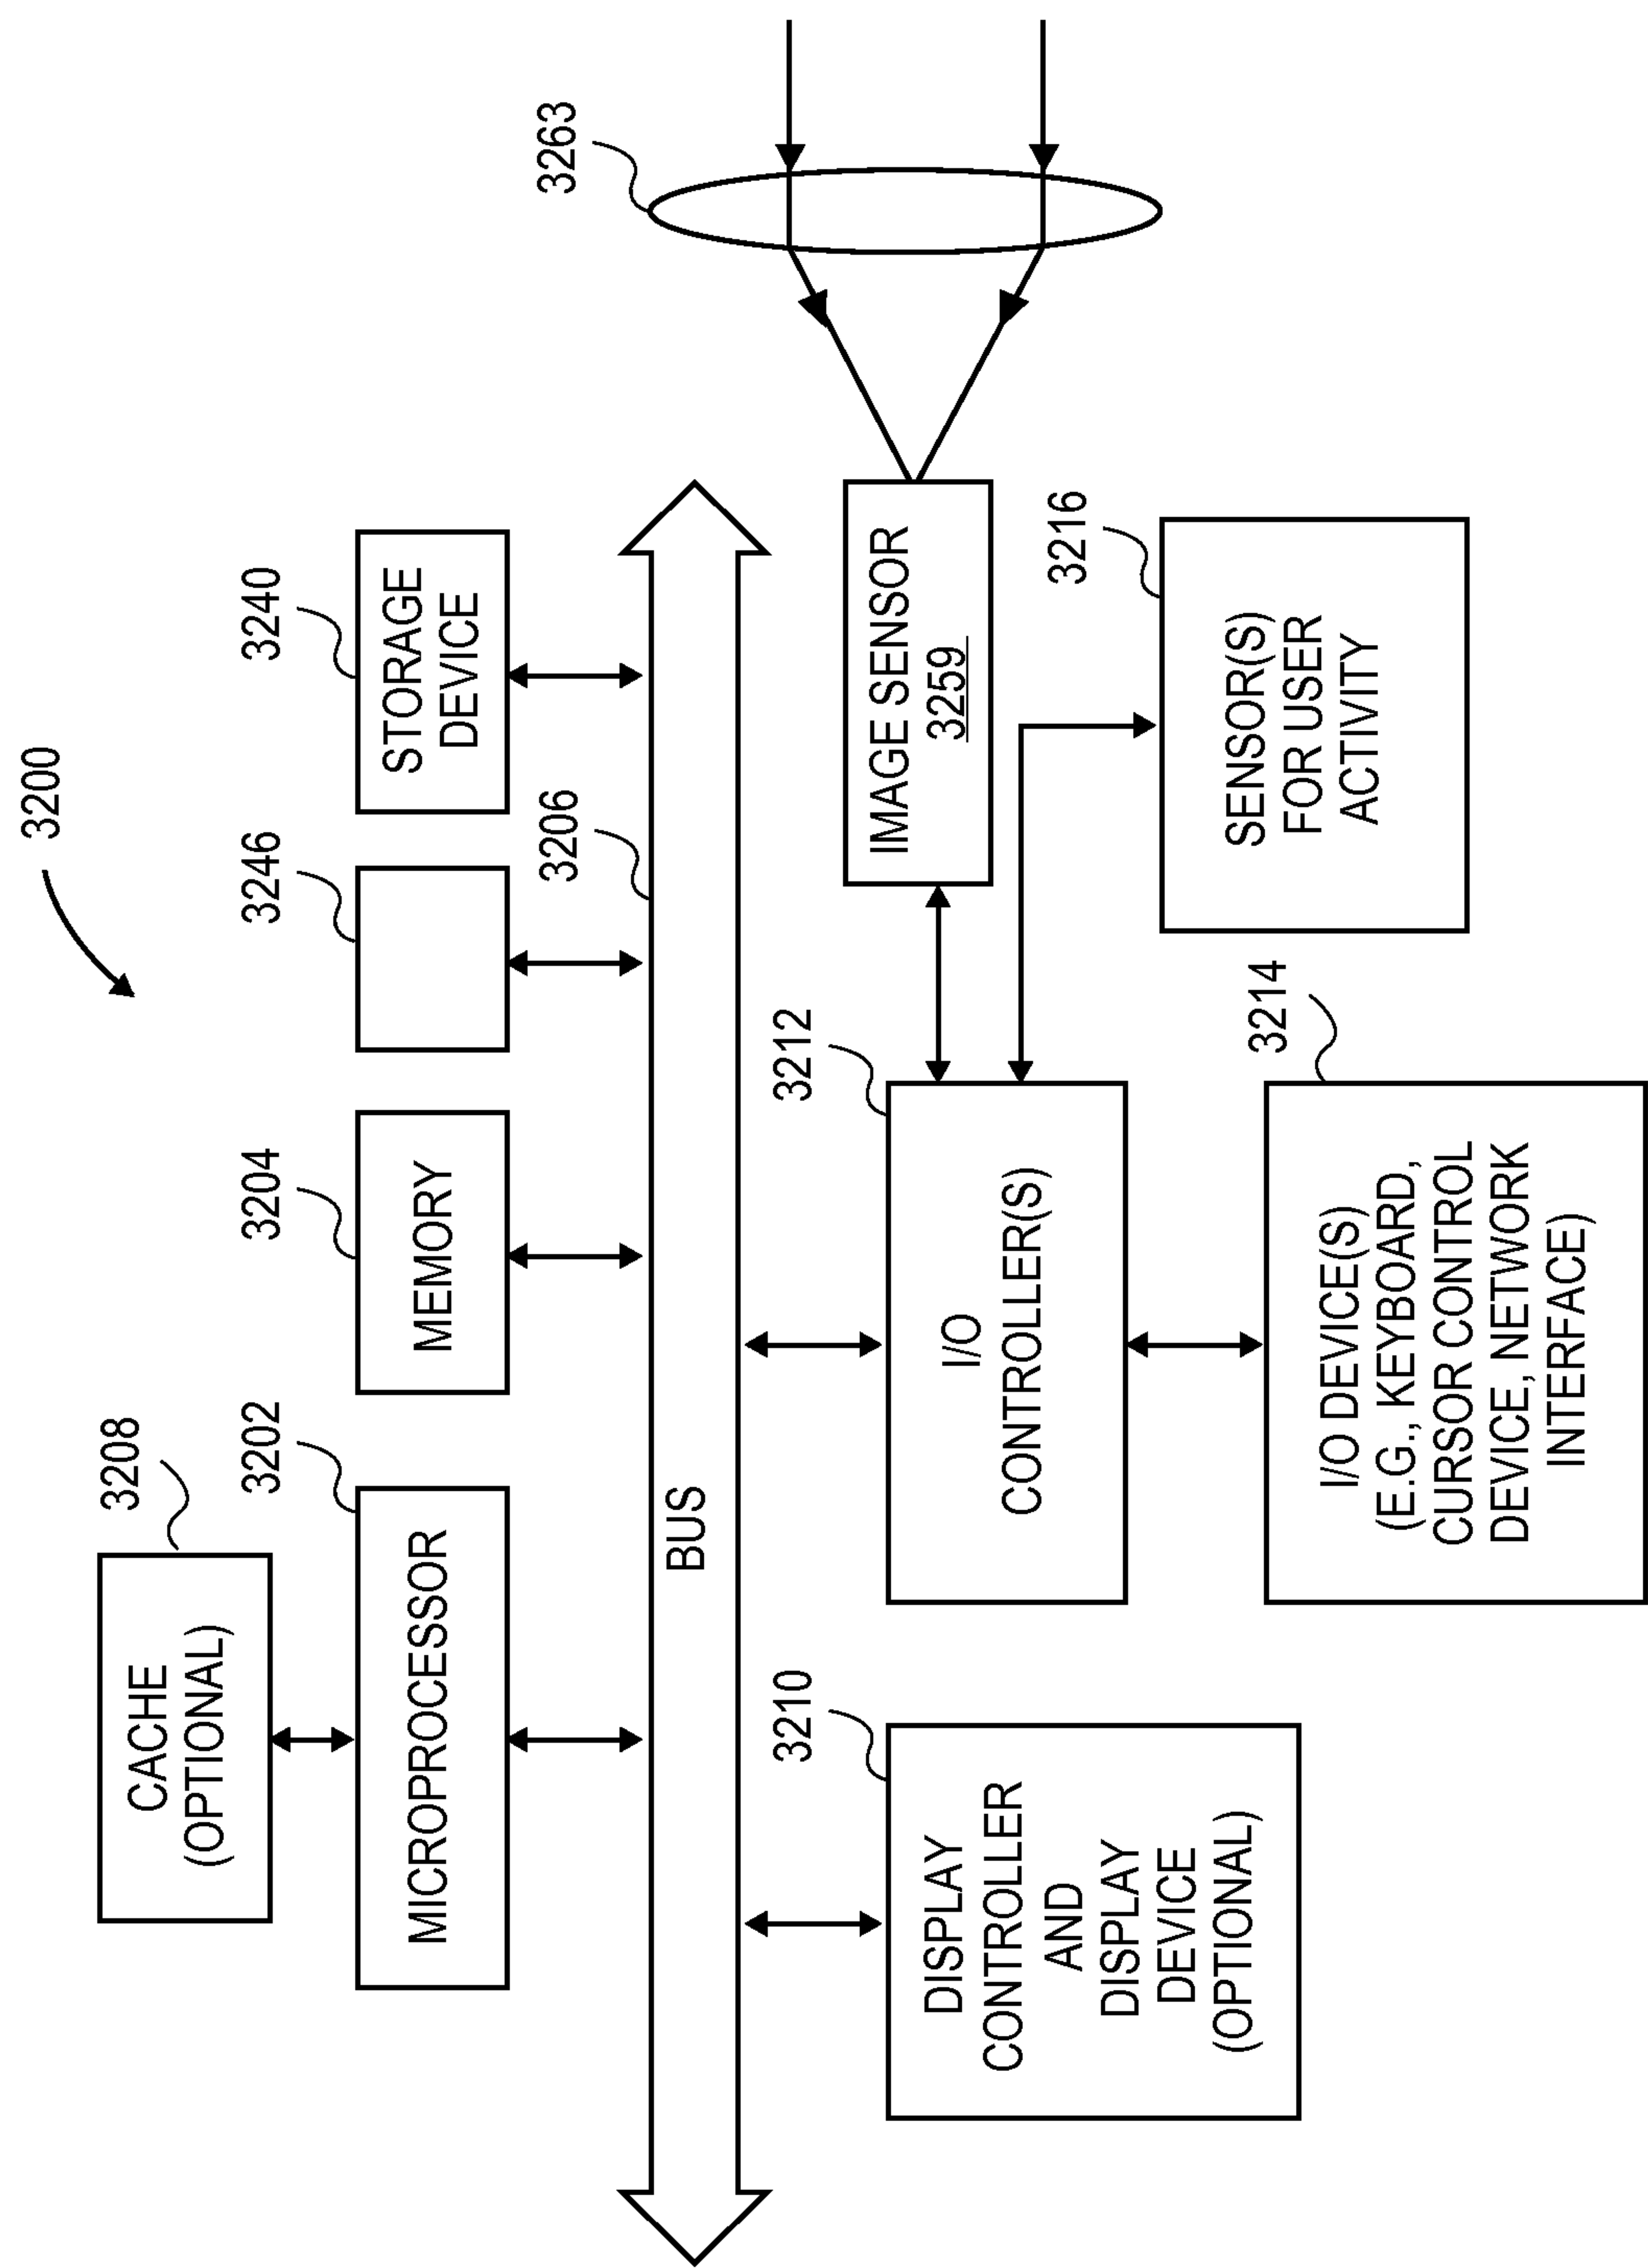 3200
CACHE
(OPTIONAL)
3208
3202
MICROPROCESSOR
3204
MEMORY
3246
3240
STORAGE
DEVICE
3206
BUS
3263
3210
DISPLAY
CONTROLLER
AND
DISPLAY
DEVICE
(OPTIONAL)
3212
I/O
CONTROLLER(S)
IMAGE SENSOR
3259
3216
SENSOR(S)
FOR USER
ACTIVITY
3214
I/O DEVICE(S)
(E.G., KEYBOARD,
CURSOR CONTROL
DEVICE, NETWORK
INTERFACE)